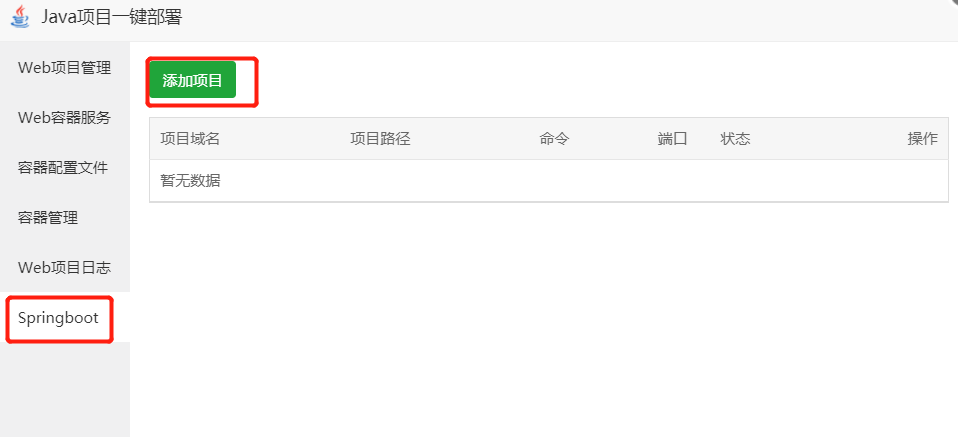 Java项目一键部署
Web项目管理
Web容器服务
容器配置文件
容器管理
Web项目日志
Springboot
添加项目
项目域名 项目路径 命令 端口 状态 操作
暂无数据